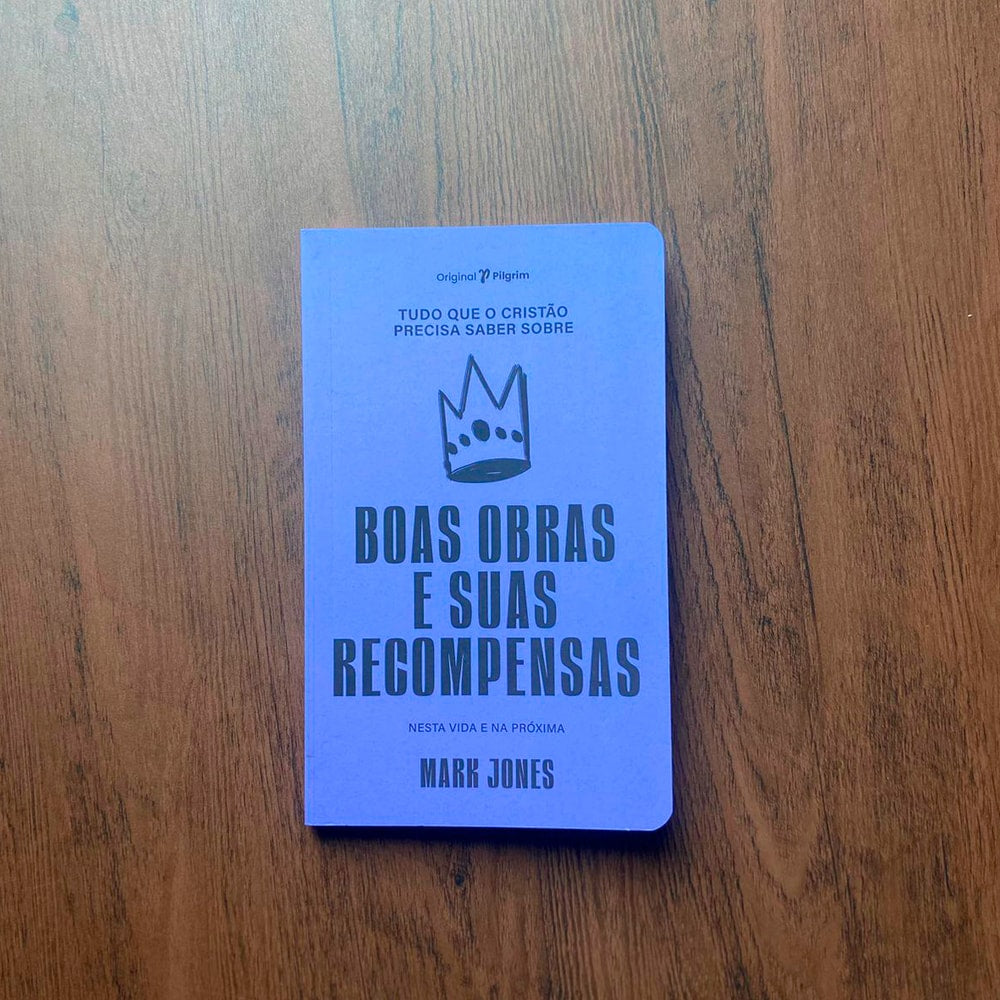 Original Pilgrim
TUDO QUE O CRISTÃO
PRECISA SABER SOBRE
BOAS OBRAS
E SUAS
RECOMPENSAS
NESTA VIDA E NA PRÓXIMA
MARK JONES